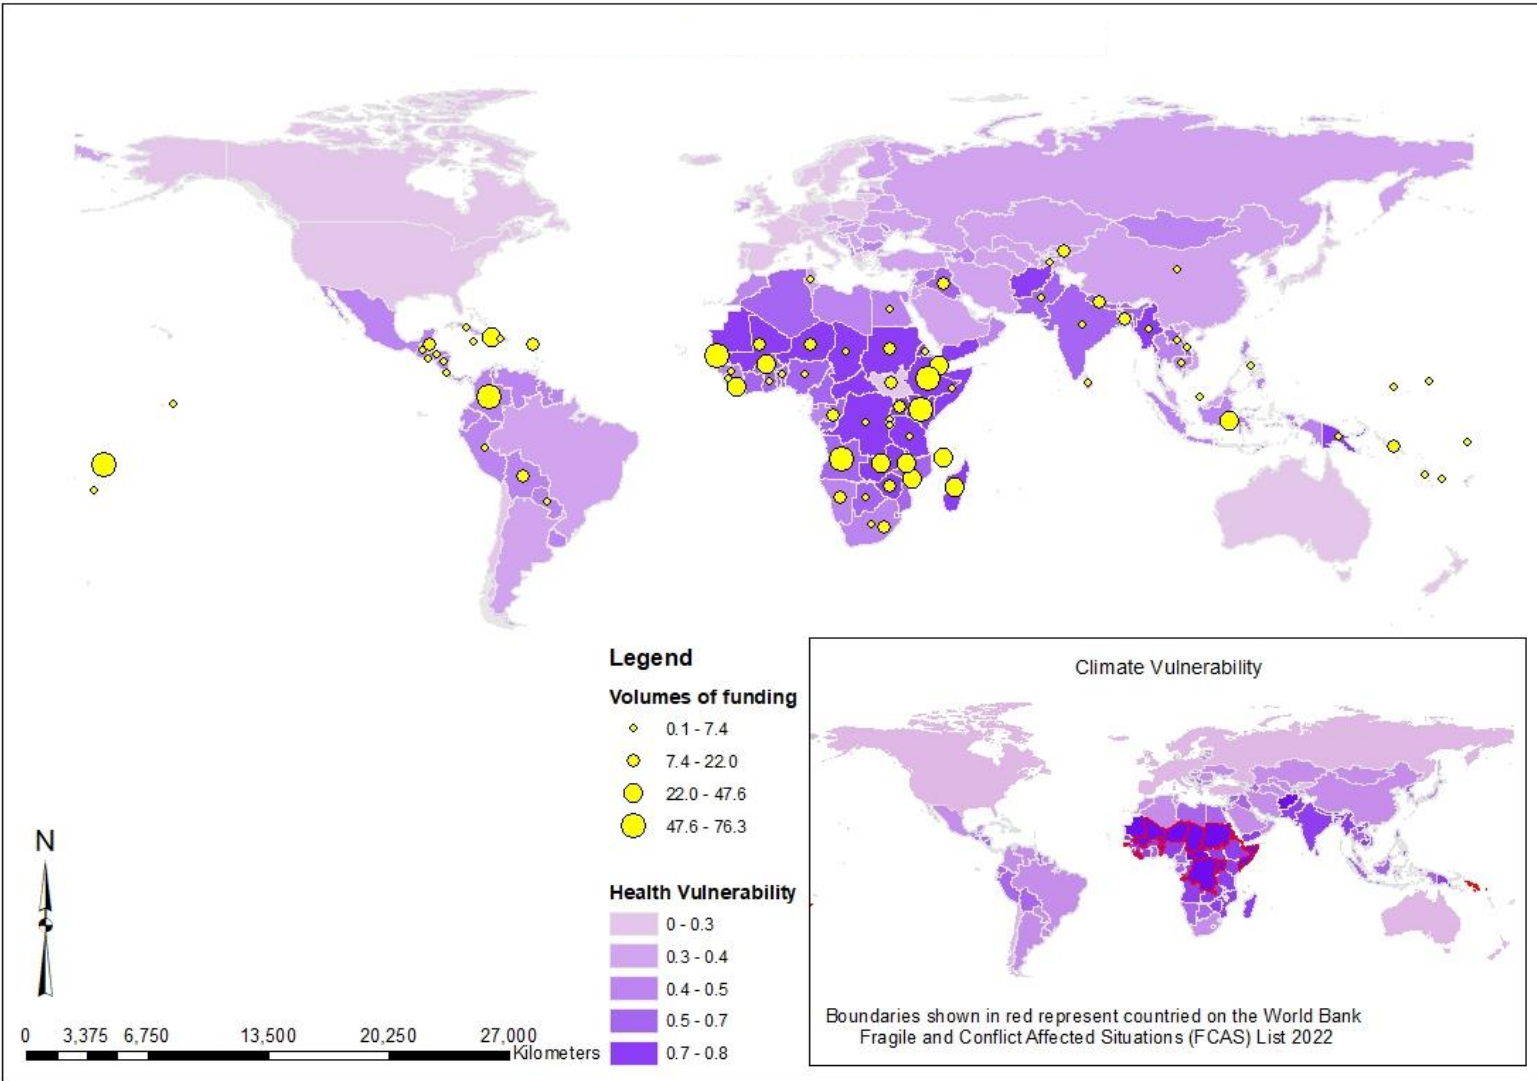 Legend
Volumes of funding
0.1 - 7.4
7.4 - 22.0
22.0 - 47.6
47.6 - 76.3
Health Vulnerability
0 - 0.3
0.3 - 0.4
0.4 - 0.5
0.5 - 0.7
0.7 - 0.8
N
0 3,375 6,750 13,500 20,250 27,000
Kilometers
Climate Vulnerability
Boundaries shown in red represent countried on the World Bank
Fragile and Conflict Affected Situations (FCAS) List 2022